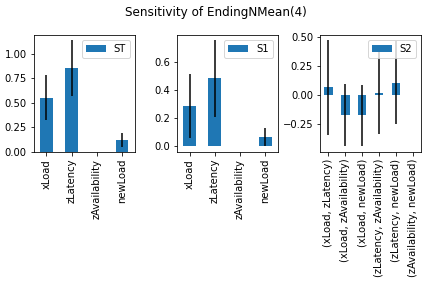 Sensitivity of EndingNMean(4)
ST
1.00
0.75
0.50
0.25
0.00
xLoad
zLatency
zAvailability
newLoad
S1
0.6
0.4
0.2
0.0
xLoad
zLatency
zAvailability
newLoad
S2
0.50
0.25
0.00
−0.25
(xLoad, zLatency)
(xLoad, zAvailability)
(xLoad, newLoad)
(zLatency, zAvailability)
(zLatency, newLoad)
(zAvailability, newLoad)